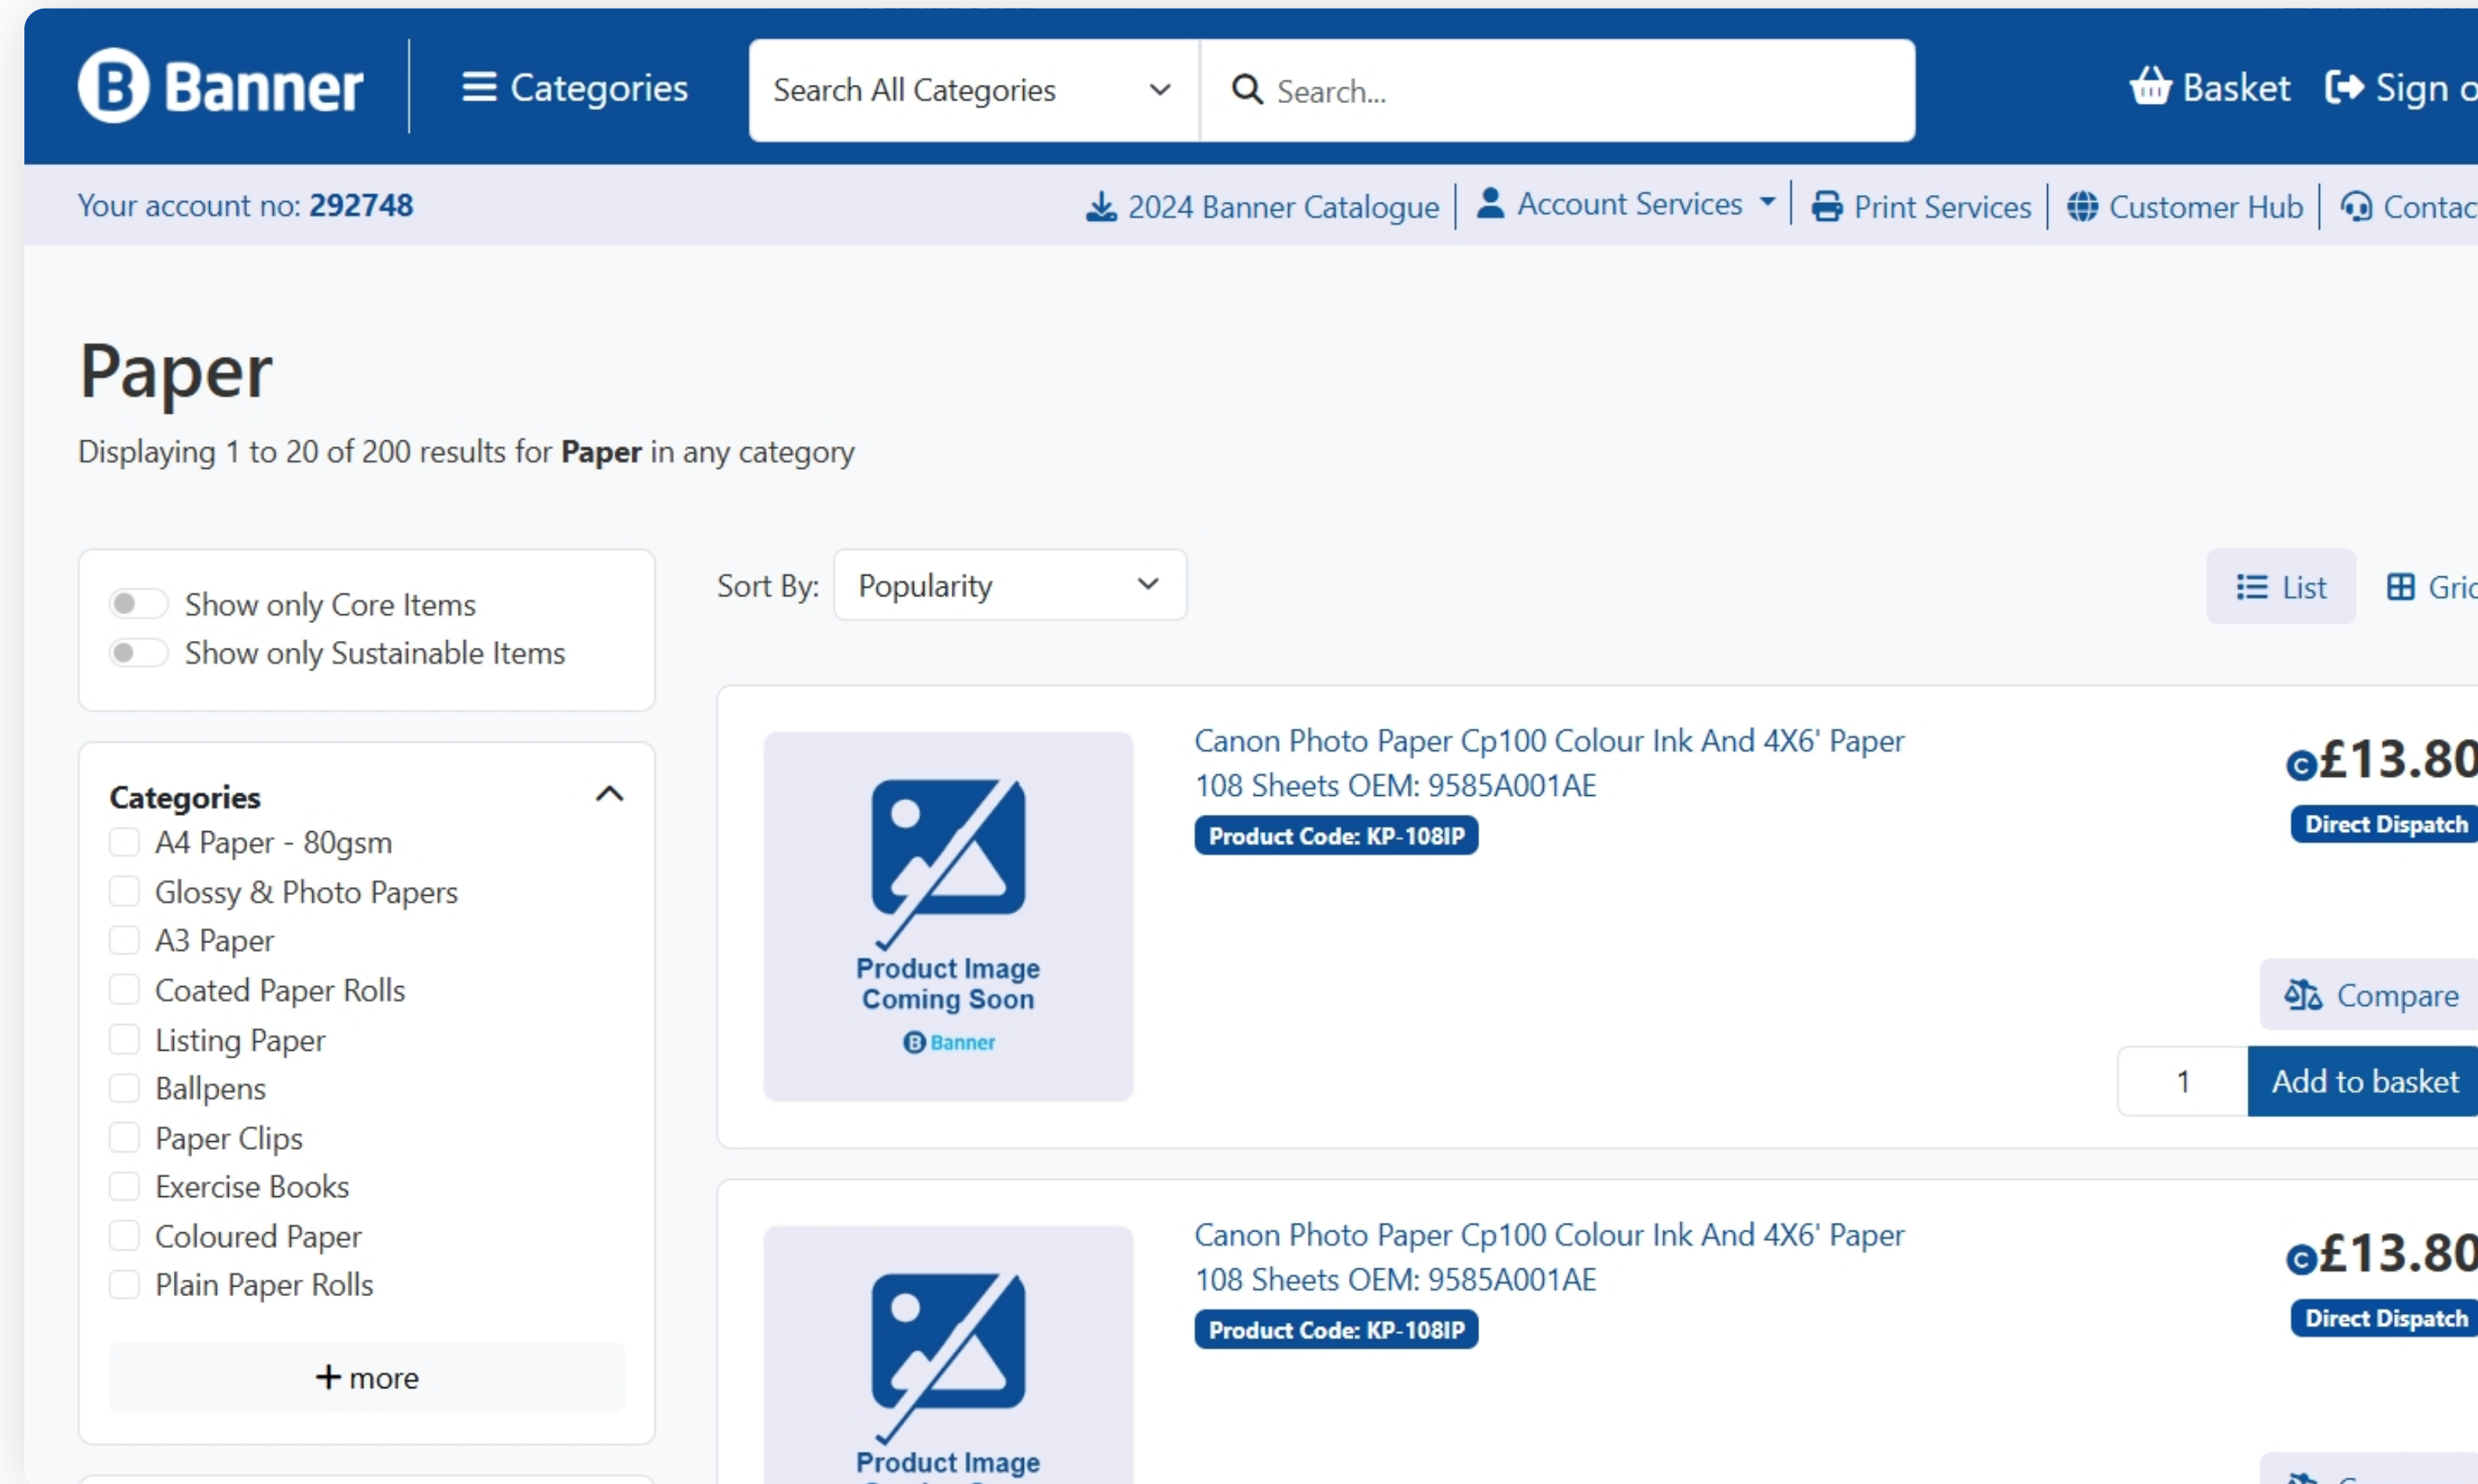 B Banner
Categories
Search All Categories
Search...
Basket
Sign
Your account no: 292748
2024 Banner Catalogue
Account Services
Print Services
Customer Hub
Paper
Displaying 1 to 20 of 200 results for Paper in any category
Show only Core Items
Show only Sustainable Items
Sort By:
Popularity
List
Categories
A4 Paper - 80gsm
Glossy & Photo Papers
A3 Paper
Coated Paper Rolls
Listing Paper
Ballpens
Paper Clips
Exercise Books
Coloured Paper
Plain Paper Rolls
+ more
Product Image
Coming Soon
B Banner
Canon Photo Paper Cp100 Colour Ink And 4X6' Paper
108 Sheets OEM: 9585A001AE
Product Code: KP-108IP
C £13.80
Direct Dispatch
Compare
1
Add to basket
Product Image
Canon Photo Paper Cp100 Colour Ink And 4X6' Paper
108 Sheets OEM: 9585A001AE
Product Code: KP-108IP
C £13.80
Direct Dispatch